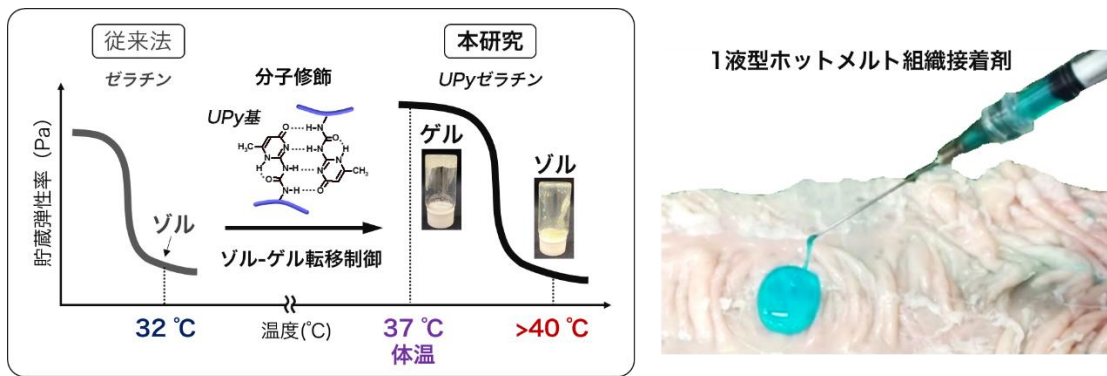 従来法
ゼラチン
本研究
UPyゼラチン
分子修飾
UPy基
O
H
N
O
H₃C
N
H
N
H
N
N
H
N
H
N
N
CH₃
H
O
N
H
O
ゲル
ゾル
ゾル
ゾル-ゲル転移制御
貯蔵弾性率 (Pa)
32 ℃
温度(℃)
37 ℃
体温
>40 ℃
1液型ホットメルト組織接着剤